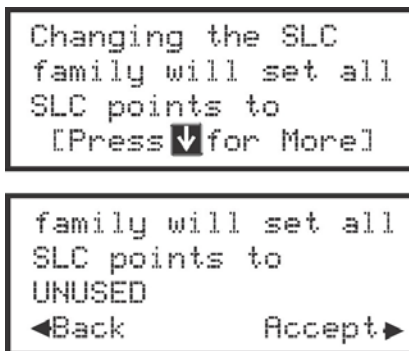 Changing the SLC
family will set all
SLC points to
[Press↓for More]
family will set all
SLC points to
UNUSED
◄Back Accept►